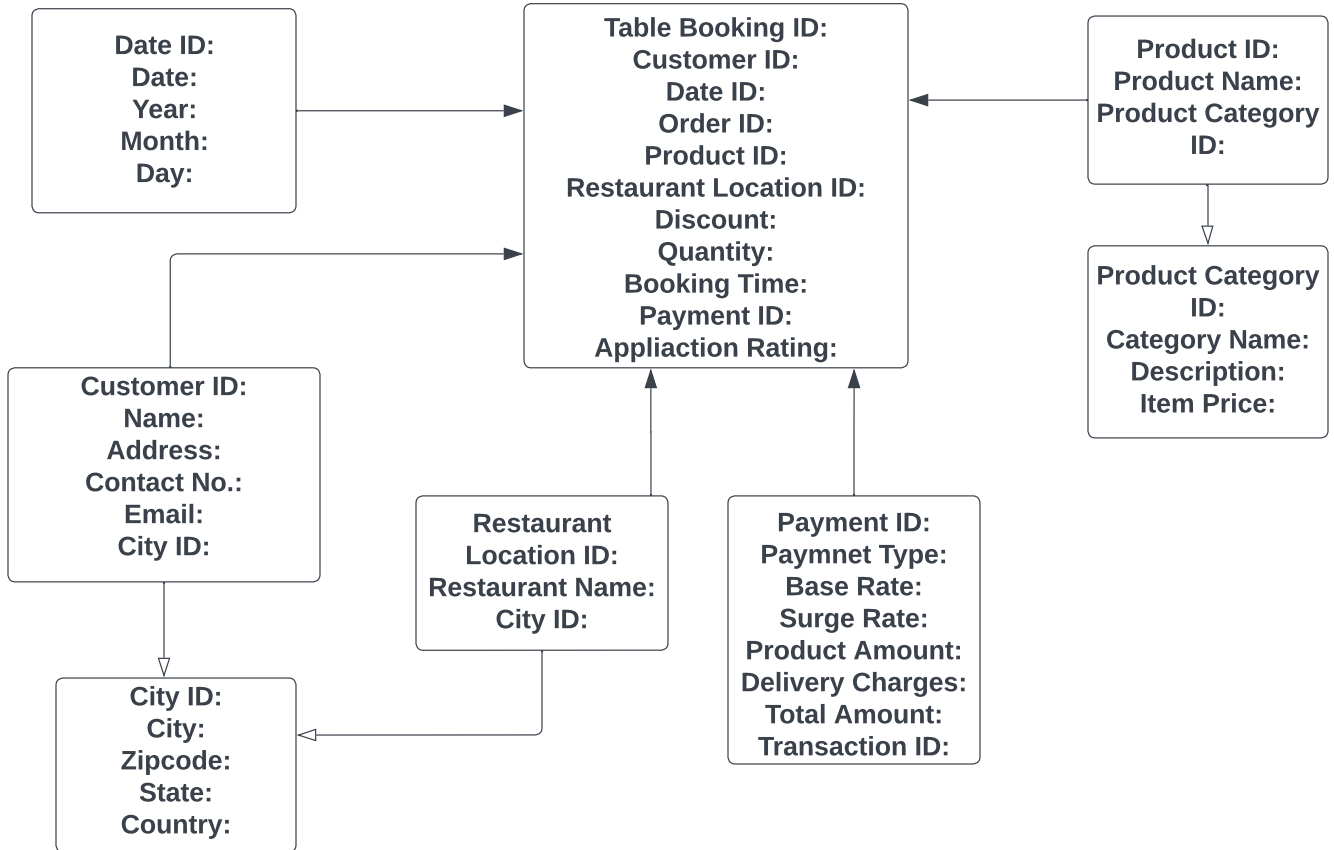 Date ID:
Date:
Year:
Month:
Day:
Table Booking ID:
Customer ID:
Date ID:
Order ID:
Product ID:
Restaurant Location ID:
Discount:
Quantity:
Booking Time:
Payment ID:
Appliaction Rating:
Product ID:
Product Name:
Product Category
ID:
Product Category
ID:
Category Name:
Description:
Item Price:
Customer ID:
Name:
Address:
Contact No.:
Email:
City ID:
Restaurant
Location ID:
Restaurant Name:
City ID:
Payment ID:
Paymnet Type:
Base Rate:
Surge Rate:
Product Amount:
Delivery Charges:
Total Amount:
Transaction ID:
City ID:
City:
Zipcode:
State:
Country: